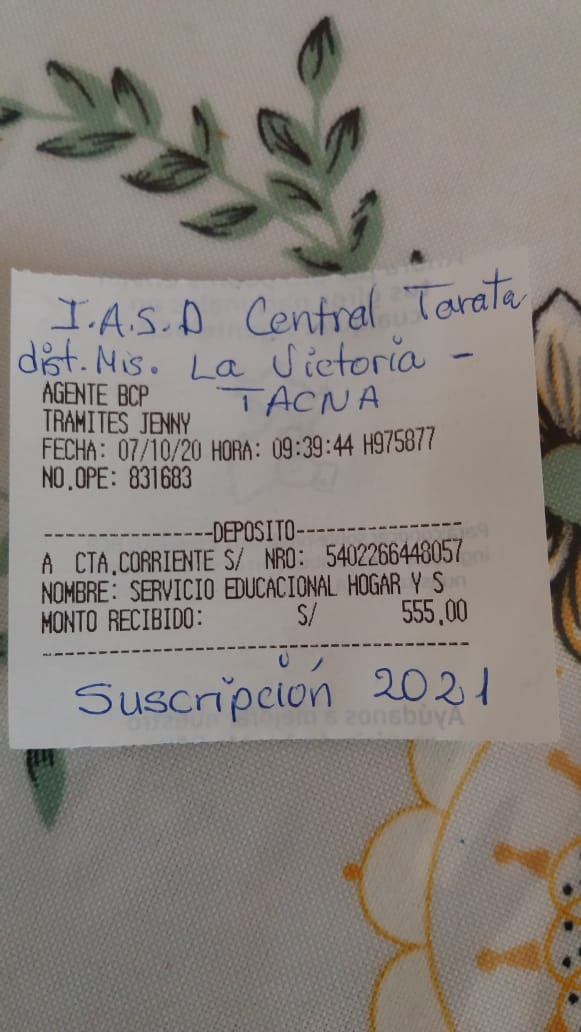 I.A.S.D Central Tarata
dist. Mis. La Victoria -
TACNA
AGENTE BCP
TRAMITES JENNY
FECHA: 07/10/20 HORA: 09:39:44 H975877
NO.OPE: 831683
-----------------DEPOSITO-----------------
A CTA.CORRIENTE S/ NRO: 5402266448057
NOMBRE: SERVICIO EDUCACIONAL HOGAR Y S
MONTO RECIBIDO: S/ 555.00
------------------------------------------
Suscripción 2021